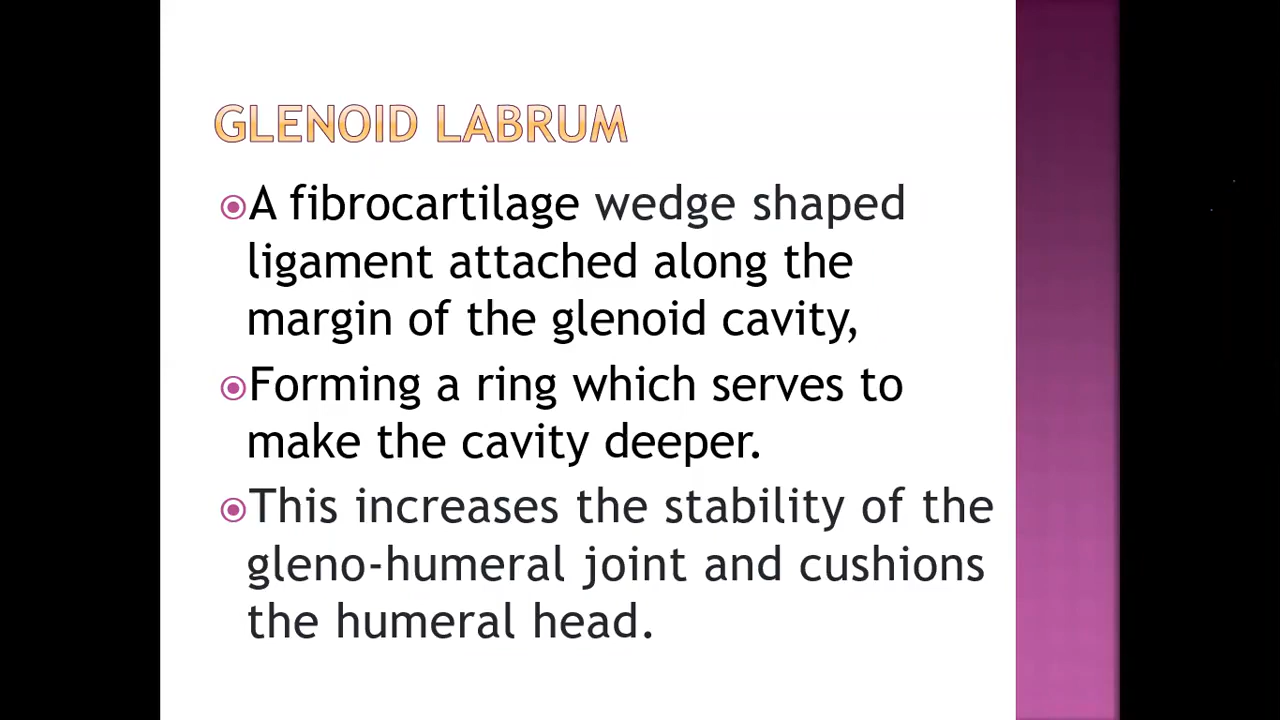 GLENOID LABRUM
A fibrocartilage wedge shaped
ligament attached along the
margin of the glenoid cavity,
Forming a ring which serves to
make the cavity deeper.
This increases the stability of the
gleno-humeral joint and cushions
the humeral head.